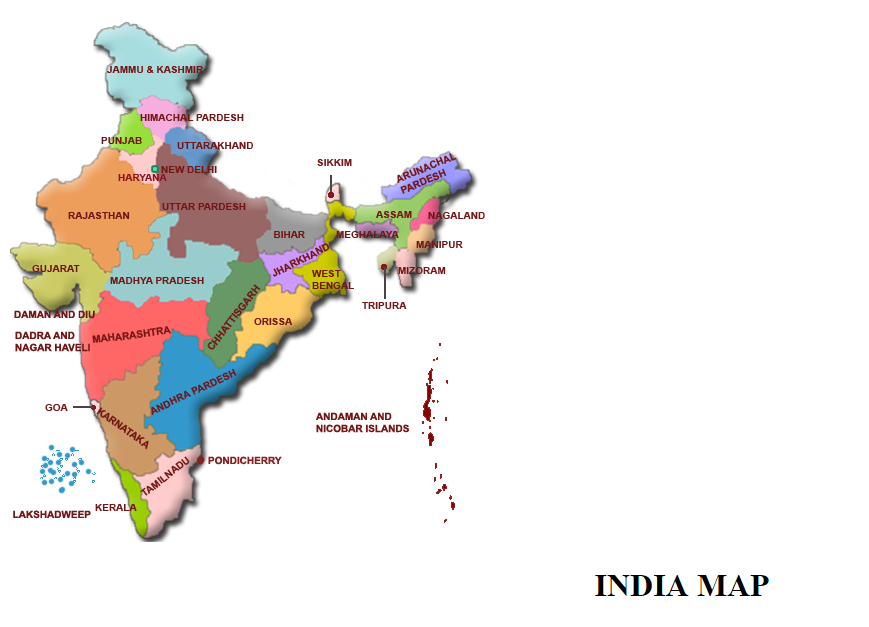 JAMMU & KASHMIR
HIMACHAL PARDESH
PUNJAB
UTTARAKHAND
HARYANA
NEW DELHI
SIKKIM
ARUNACHAL
PARDESH
RAJASTHAN
UTTAR PARDESH
ASSAM
NAGALAND
BIHAR
MEGHALAYA
MANIPUR
GUJARAT
MADHYA PRADESH
JHARKHAND
WEST
BENGAL
MIZORAM
TRIPURA
DAMAN AND DIU
DADRA AND
NAGAR HAVELI
MAHARASHTRA
CHHATTISGARH
ORISSA
GOA
KARNATAKA
ANDHRA PARDESH
ANDAMAN AND
NICOBAR ISLANDS
PONDICHERRY
TAMILNADU
KERALA
LAKSHADWEEP
INDIA MAP